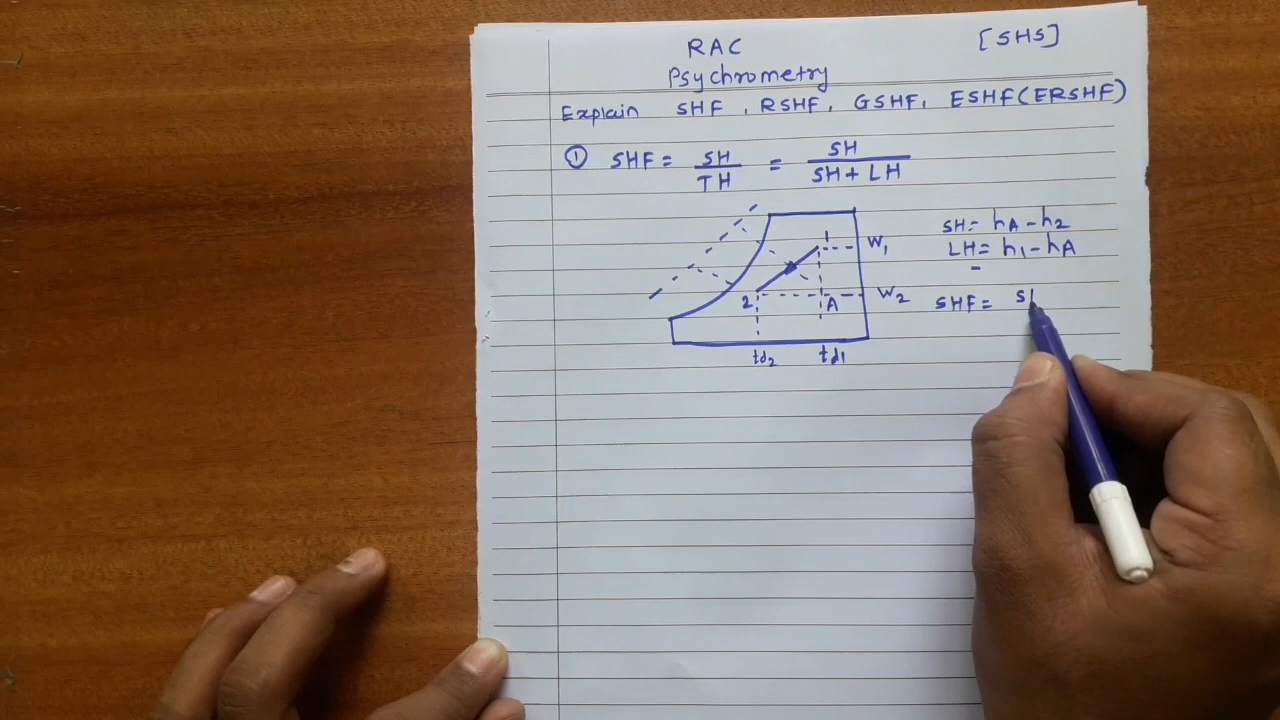 RAC [SHS]
Psychrometry
Explain SHF, RSHF, GSHF, ESHF(ERSHF)
① SHF = SH / TH = SH / SH + LH
SH = hA - h2
LH = h1 - hA
1 W1
2 A W2
SHF = S
td2 td1